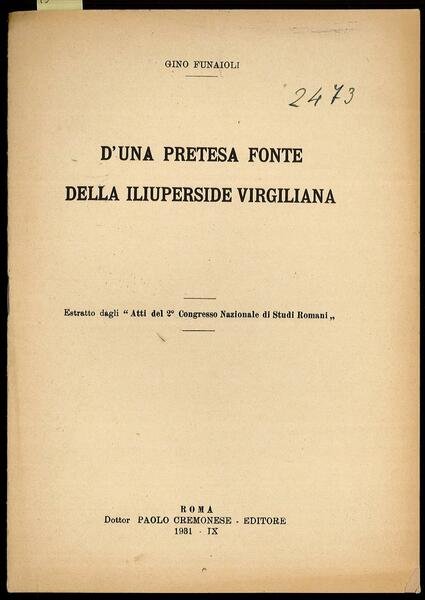 GINO FUNAIOLI
2473
D'UNA PRETESA FONTE
DELLA ILIUPERSIDE VIRGILIANA
Estratto dagli “ Atti del 2° Congresso Nazionale di Studi Romani „
ROMA
Dottor PAOLO CREMONESE - EDITORE
1931 - IX